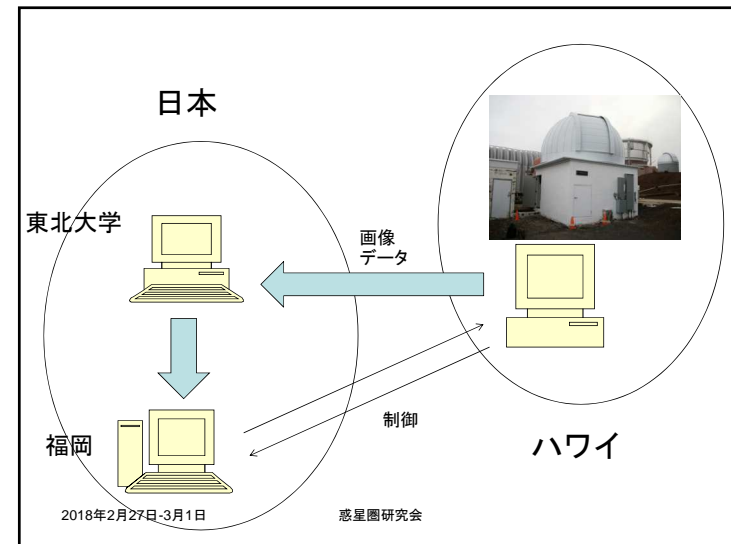 日本
東北大学
画像
データ
制御
福岡
ハワイ
2018年2月27日-3月1日
惑星圏研究会